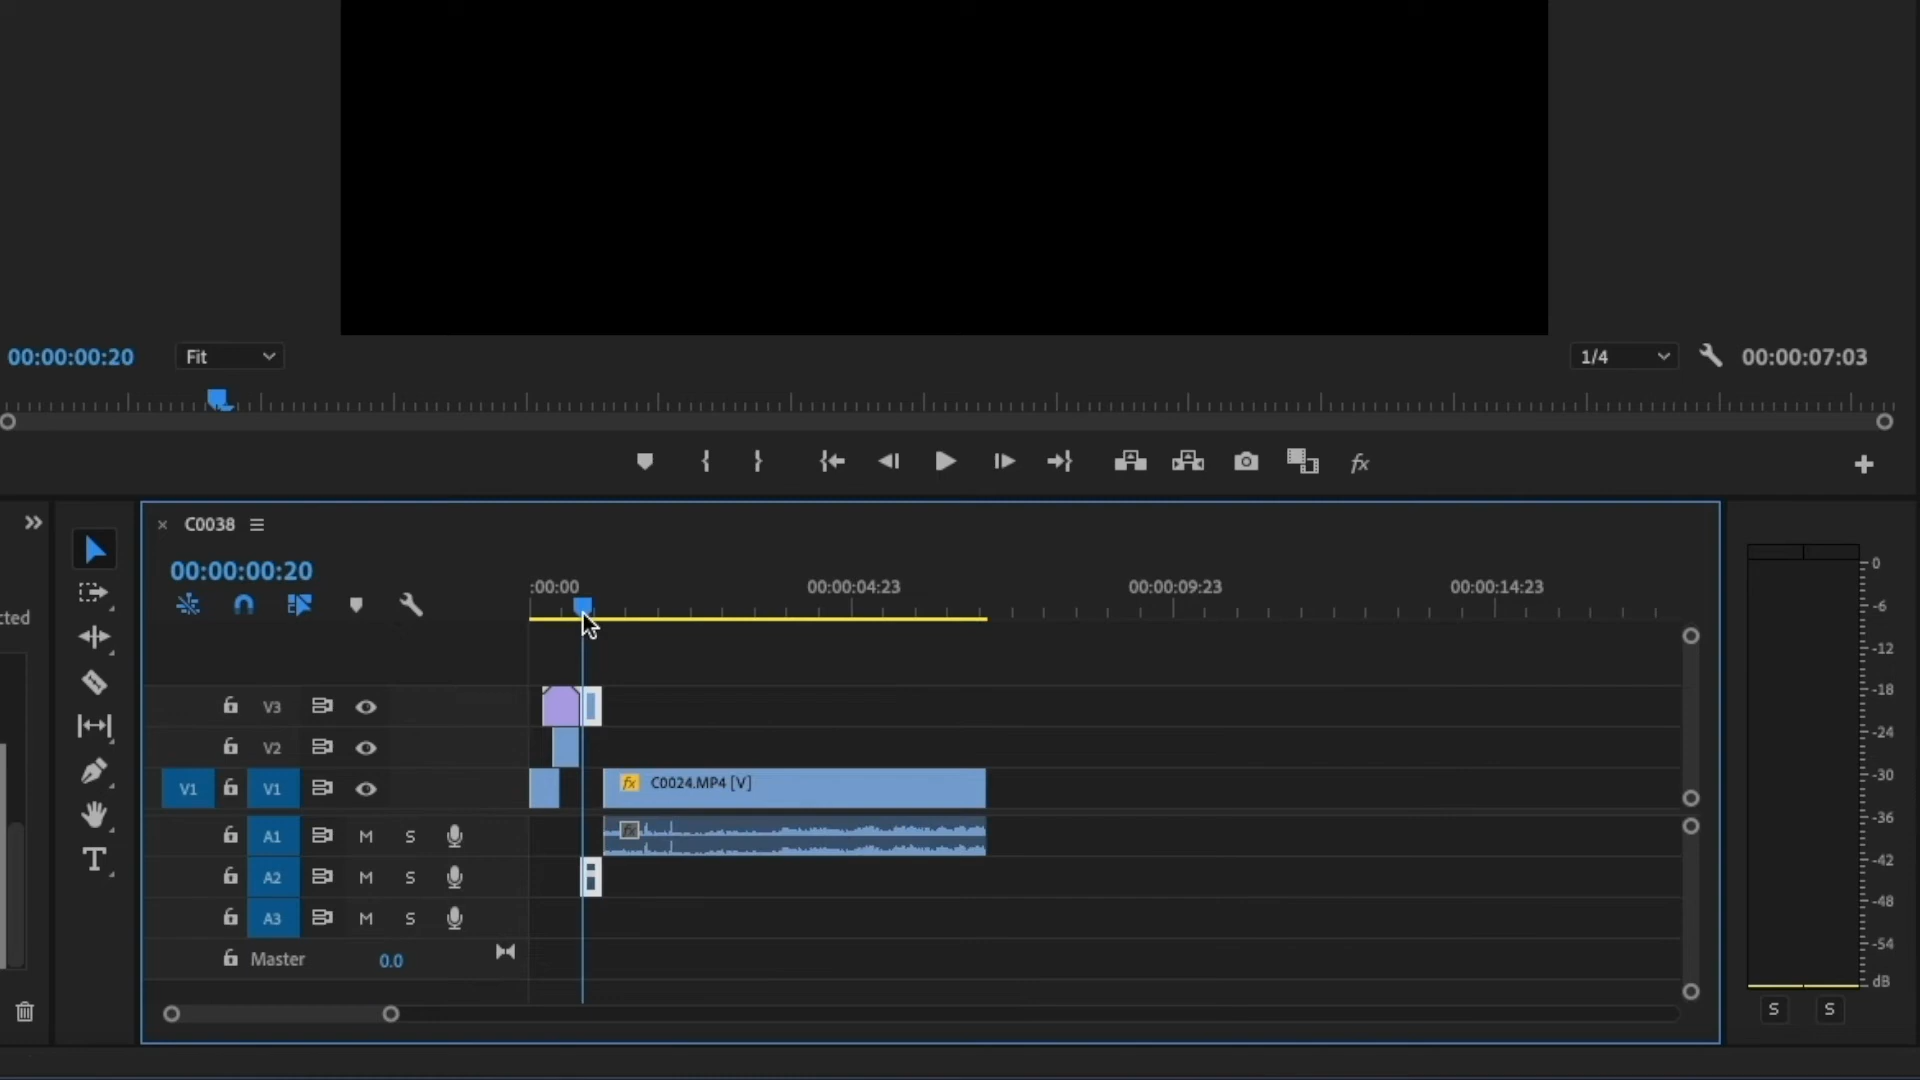 00:00:00:20 Fit 1/4 00:00:07:03
fx
C0038
00:00:00:20
:00:00 00:00:04:23 00:00:09:23 00:00:14:23
cted
V3
V2
V1 V1 fx C0024.MP4 [V]
A1 M S fx
A2 M S
A3 M S
Master 0.0
T
0
-6
-12
-18
-24
-30
-36
-42
-48
-54
dB
S S